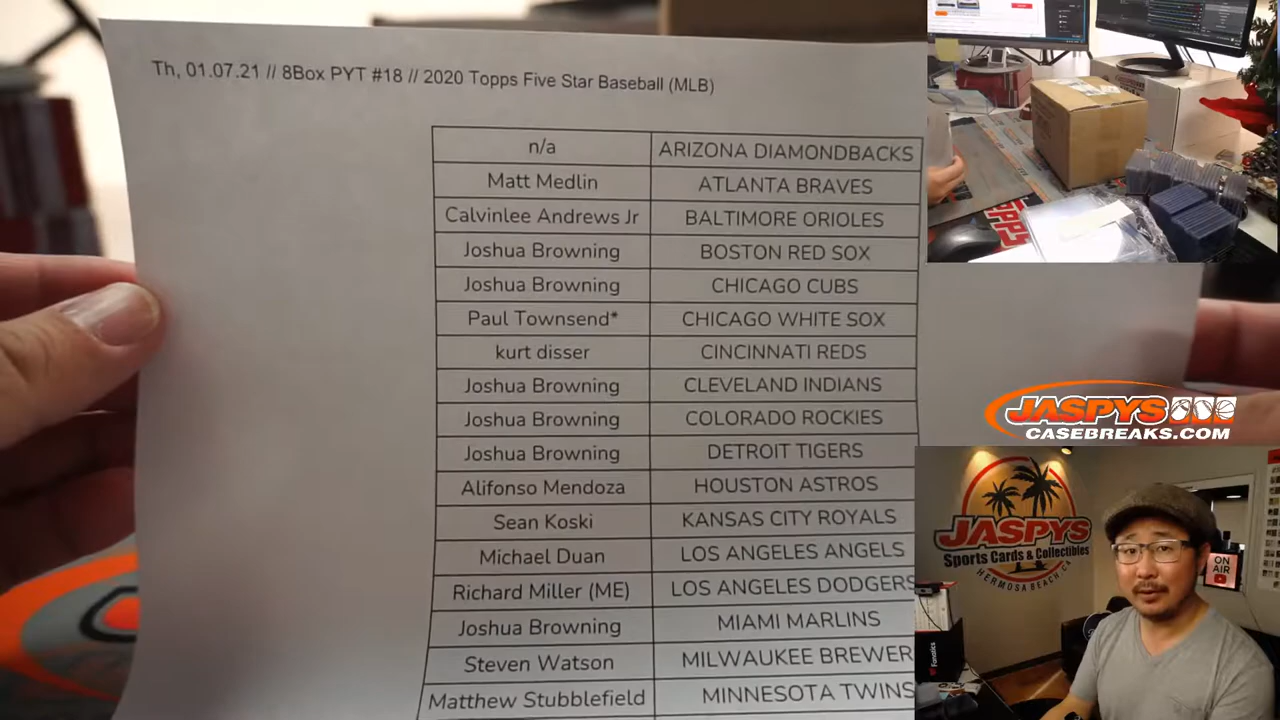 Th, 01.07.21 // 8Box PYT #18 // 2020 Topps Five Star Baseball (MLB)
n/a ARIZONA DIAMONDBACKS
Matt Medlin ATLANTA BRAVES
Calvinlee Andrews Jr BALTIMORE ORIOLES
Joshua Browning BOSTON RED SOX
Joshua Browning CHICAGO CUBS
Paul Townsend* CHICAGO WHITE SOX
kurt disser CINCINNATI REDS
Joshua Browning CLEVELAND INDIANS
Joshua Browning COLORADO ROCKIES
Joshua Browning DETROIT TIGERS
Alifonso Mendoza HOUSTON ASTROS
Sean Koski KANSAS CITY ROYALS
Michael Duan LOS ANGELES ANGELS
Richard Miller (ME) LOS ANGELES DODGERS
Joshua Browning MIAMI MARLINS
Steven Watson MILWAUKEE BREWER
Matthew Stubblefield MINNESOTA TWINS
TOPPS
JASPYS
CASEBREAKS.COM
JASPYS
Sports Cards & Collectibles
HERMOSA BEACH, CA
ON
AIR
Fanatics